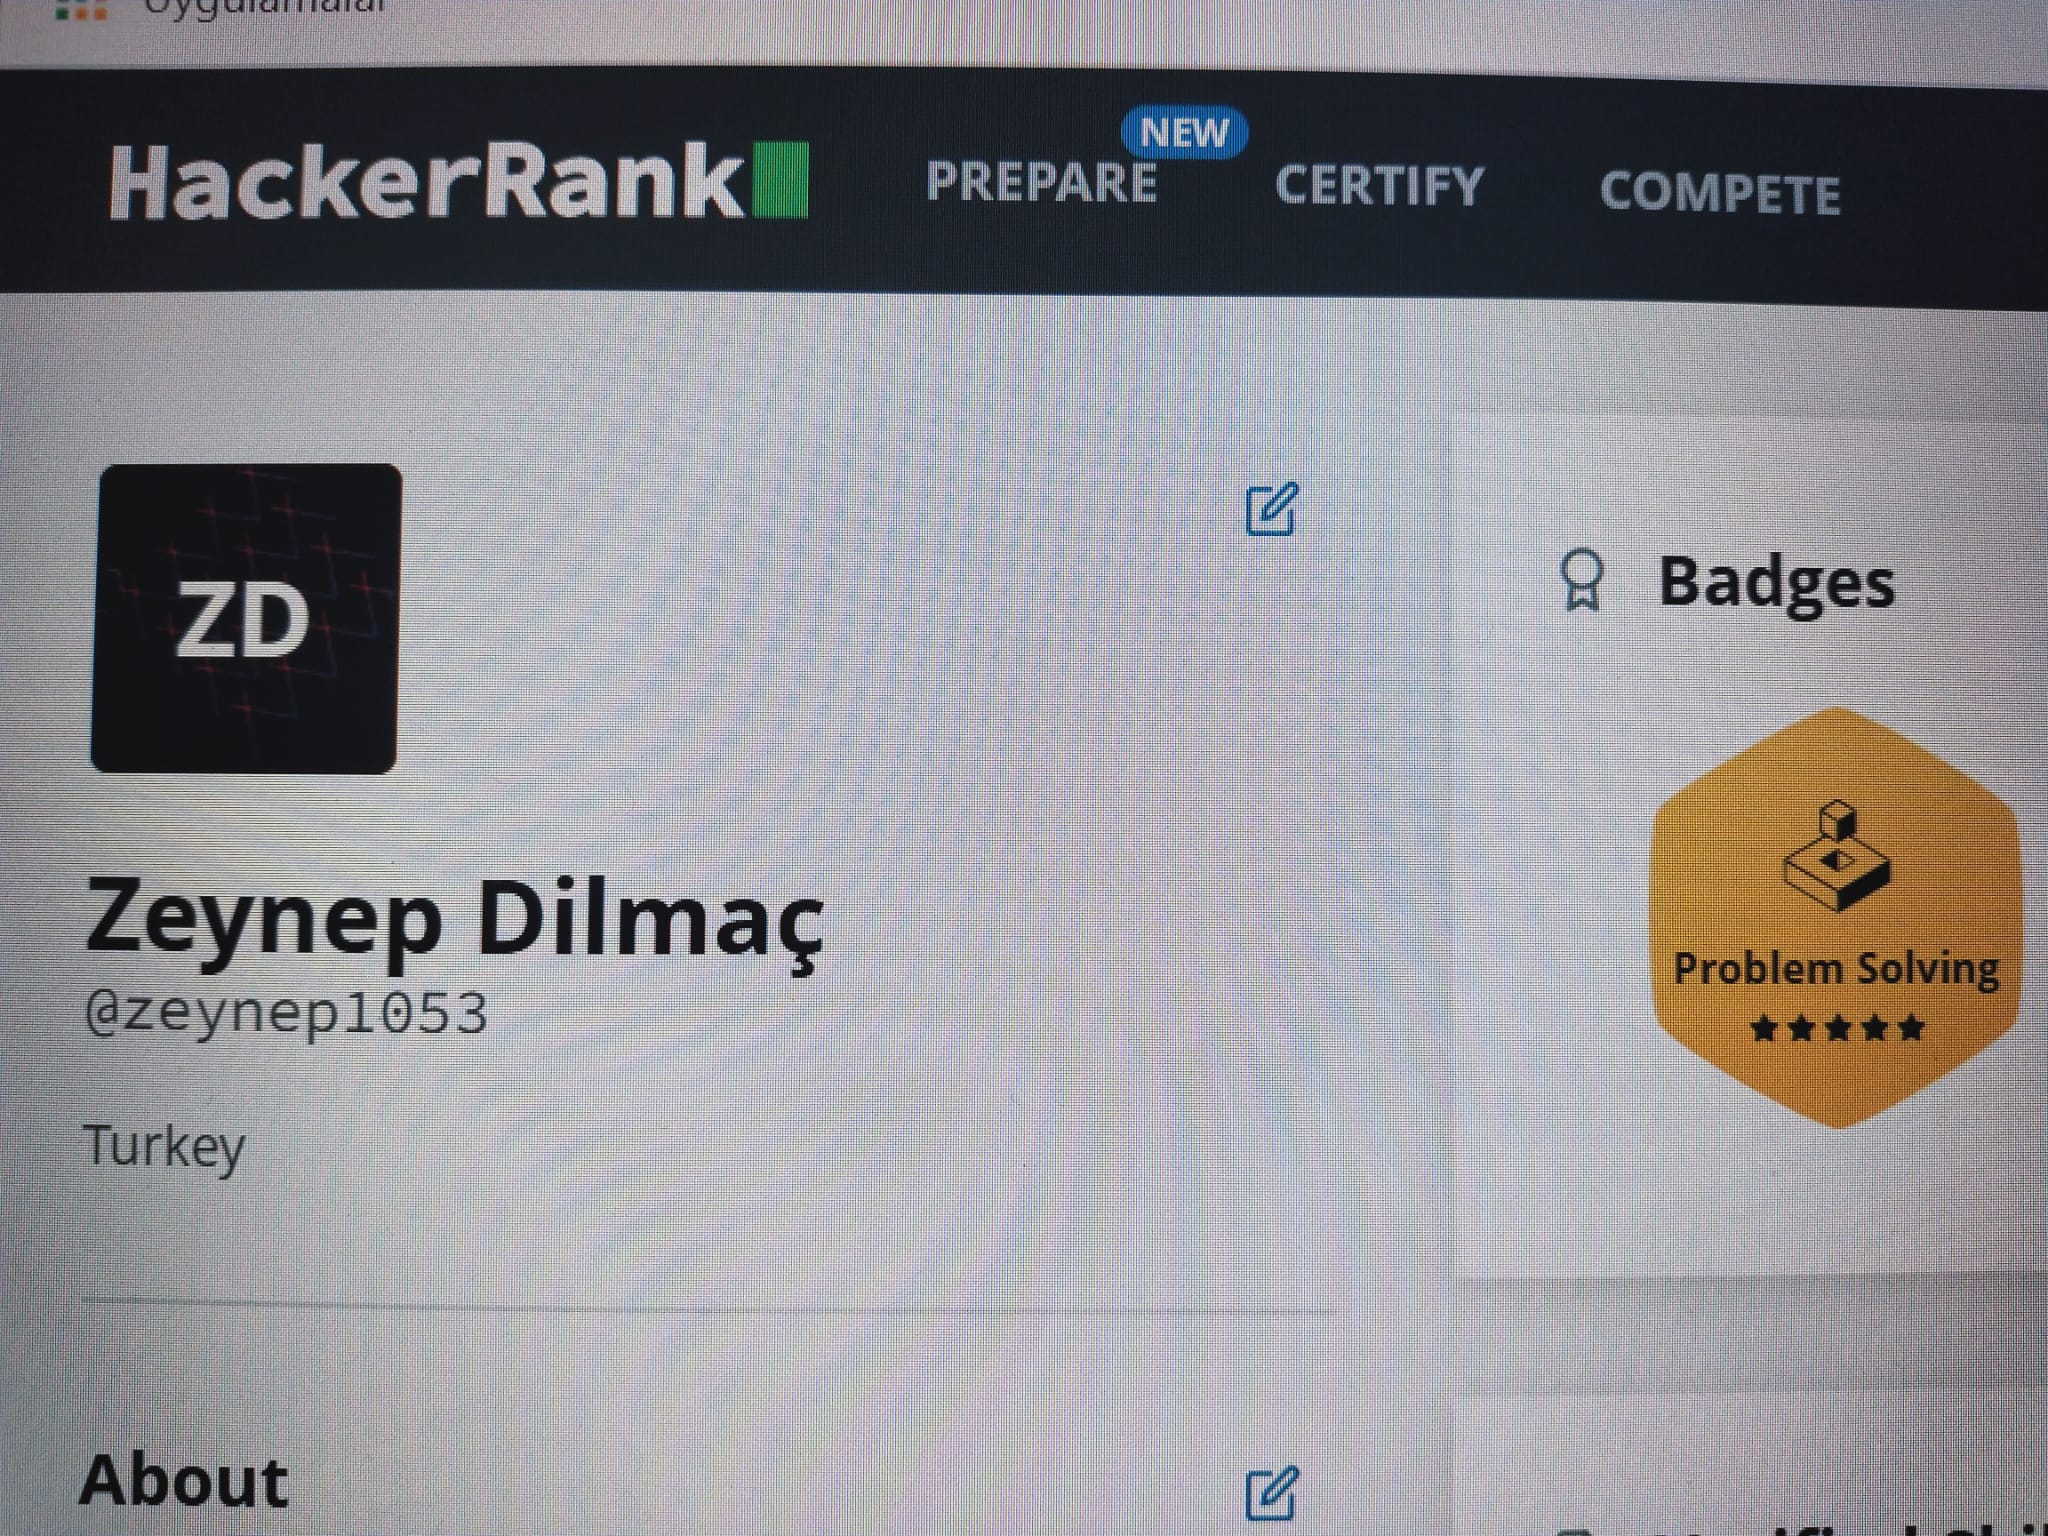 Uygulamalar
HackerRank
PREPARE
NEW
CERTIFY
COMPETE
ZD
Badges
Zeynep Dilmaç
@zeynep1053
Turkey
Problem Solving
About